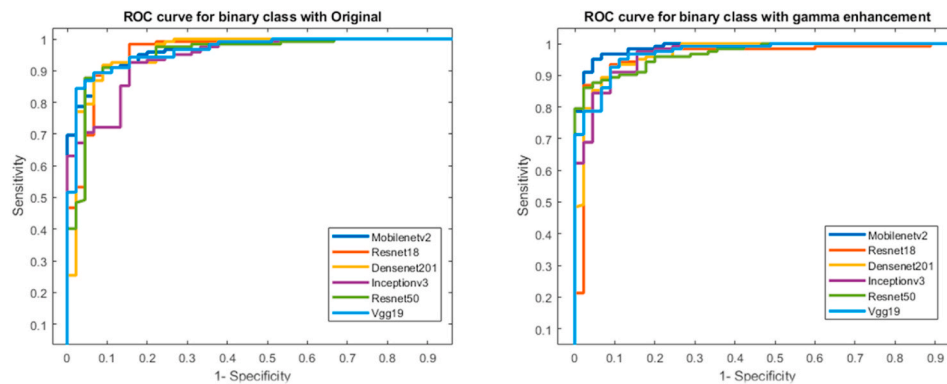 ROC curve for binary class with Original
1
0.9
0.8
0.7
0.6
0.5
0.4
0.3
0.2
0.1
Sensitivity
Mobilenetv2
Resnet18
Densenet201
Inceptionv3
Resnet50
Vgg19
0 0.1 0.2 0.3 0.4 0.5 0.6 0.7 0.8 0.9
1- Specificity
ROC curve for binary class with gamma enhancement
1
0.9
0.8
0.7
0.6
0.5
0.4
0.3
0.2
0.1
Sensitivity
Mobilenetv2
Resnet18
Densenet201
Inceptionv3
Resnet50
Vgg19
0 0.1 0.2 0.3 0.4 0.5 0.6 0.7 0.8 0.9
1- Specificity